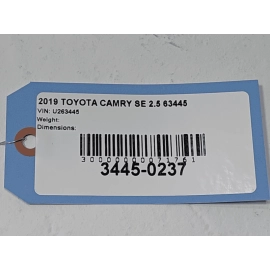 2019 TOYOTA CAMRY SE 2.5 63445
VIN: U263445
Weight:
Dimensions:
3445-0237